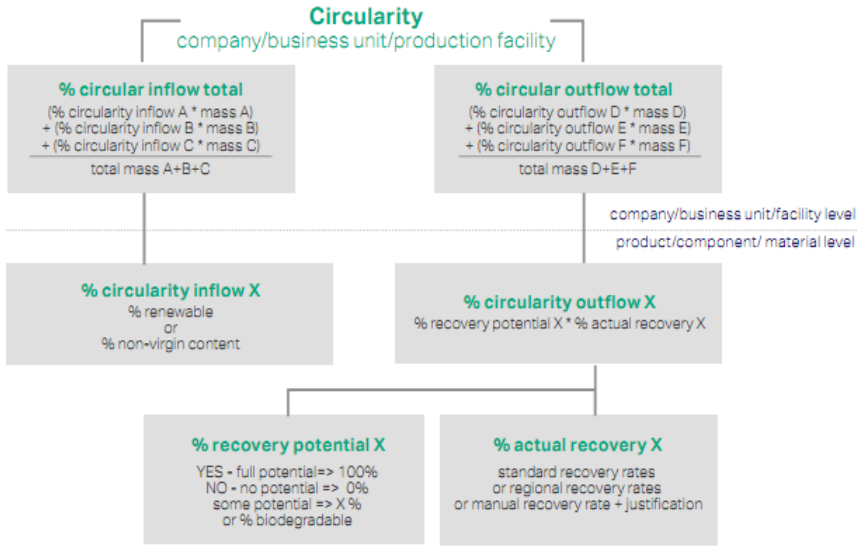 Circularity
company/business unit/production facility
% circular inflow total
(% circularity inflow A * mass A)
+ (% circularity inflow B * mass B)
+ (% circularity inflow C * mass C)
total mass A+B+C
% circular outflow total
(% circularity outflow D * mass D)
+ (% circularity outflow E * mass E)
+ (% circularity outflow F * mass F)
total mass D+E+F
company/business unit/facility level
product/component/ material level
% circularity inflow X
% renewable
or
% non-virgin content
% circularity outflow X
% recovery potential X * % actual recovery X
% recovery potential X
YES - full potential=> 100%
NO - no potential => 0%
some potential => X %
or % biodegradable
% actual recovery X
standard recovery rates
or regional recovery rates
or manual recovery rate + justification